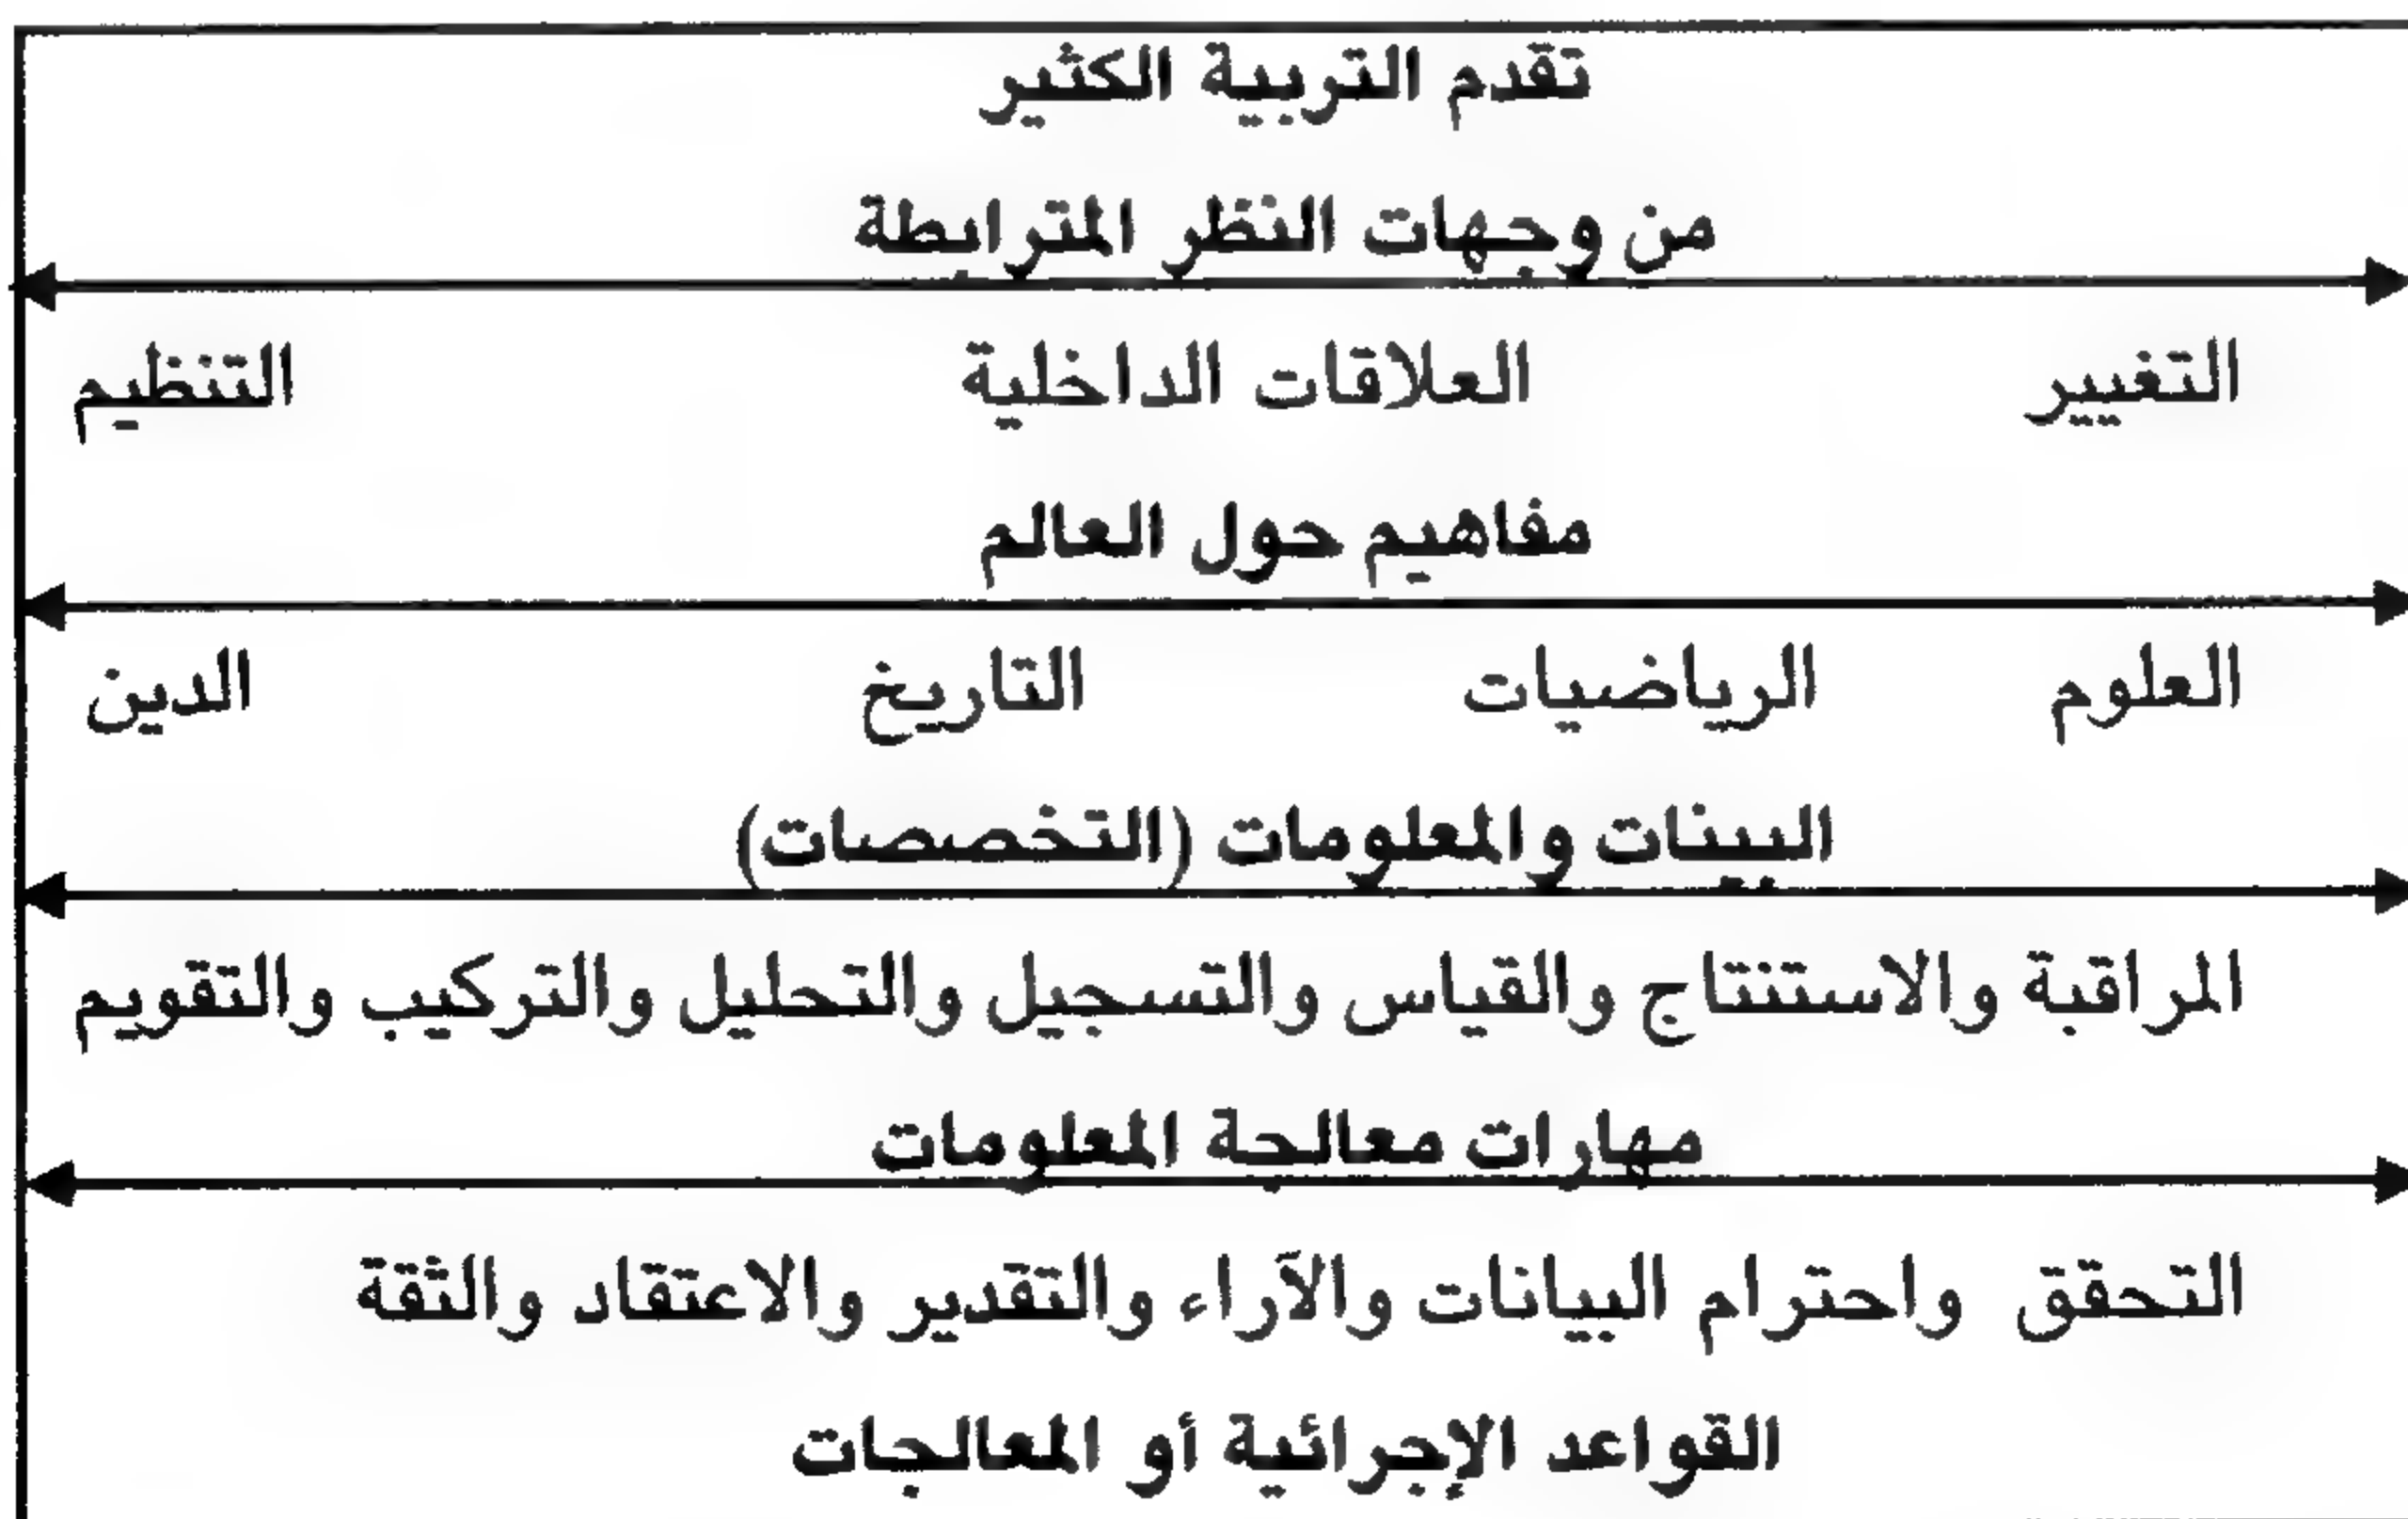 تقدم التربية الكثير
من وجهات النظر المترابطة
التغيير العلاقات الداخلية التنظيم
مفاهيم حول العالم
العلوم الرياضيات التاريخ الدين
البينات والمعلومات (التخصصات)
المراقبة والاستنتاج والقياس والتسجيل والتحليل والتركيب والتقويم
مهارات معالجة المعلومات
التحقق واحترام البيانات والآراء والتقدير والاعتقاد والثقة
القواعد الإجرائية أو المعالجات